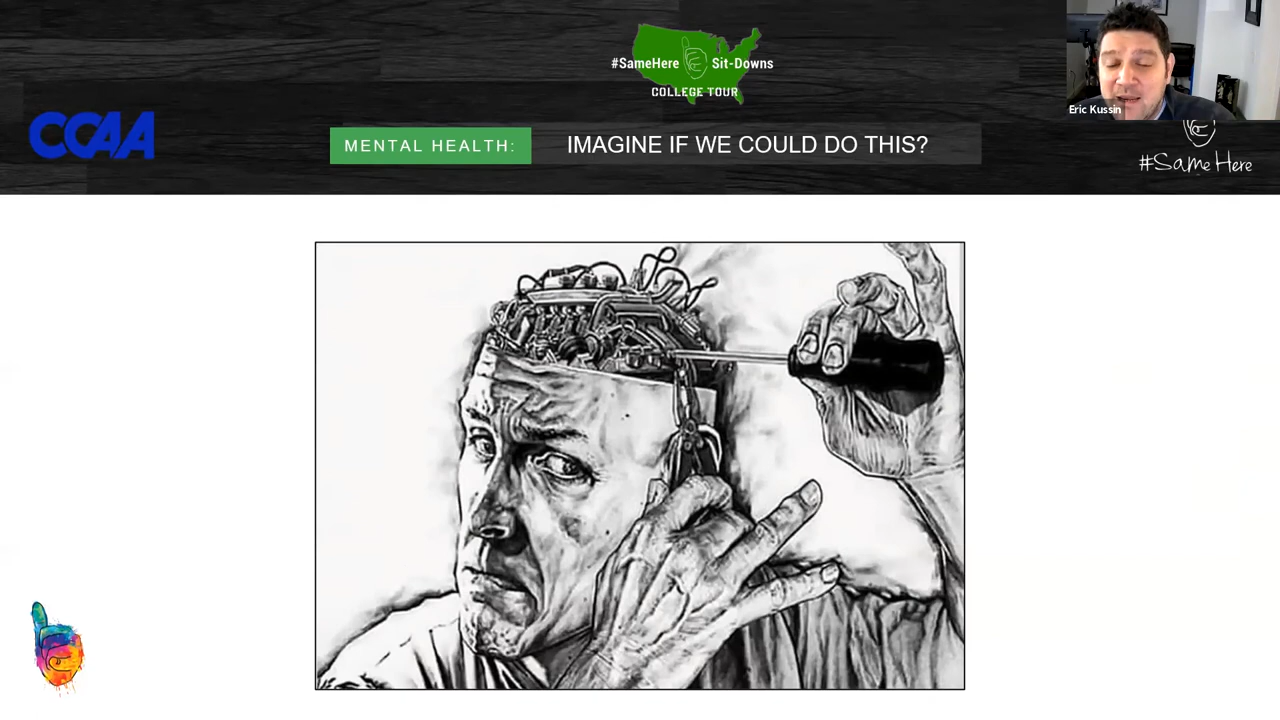 #SameHere Sit-Downs
COLLEGE TOUR
CCAA
MENTAL HEALTH: IMAGINE IF WE COULD DO THIS?
Eric Kussin
#SameHere